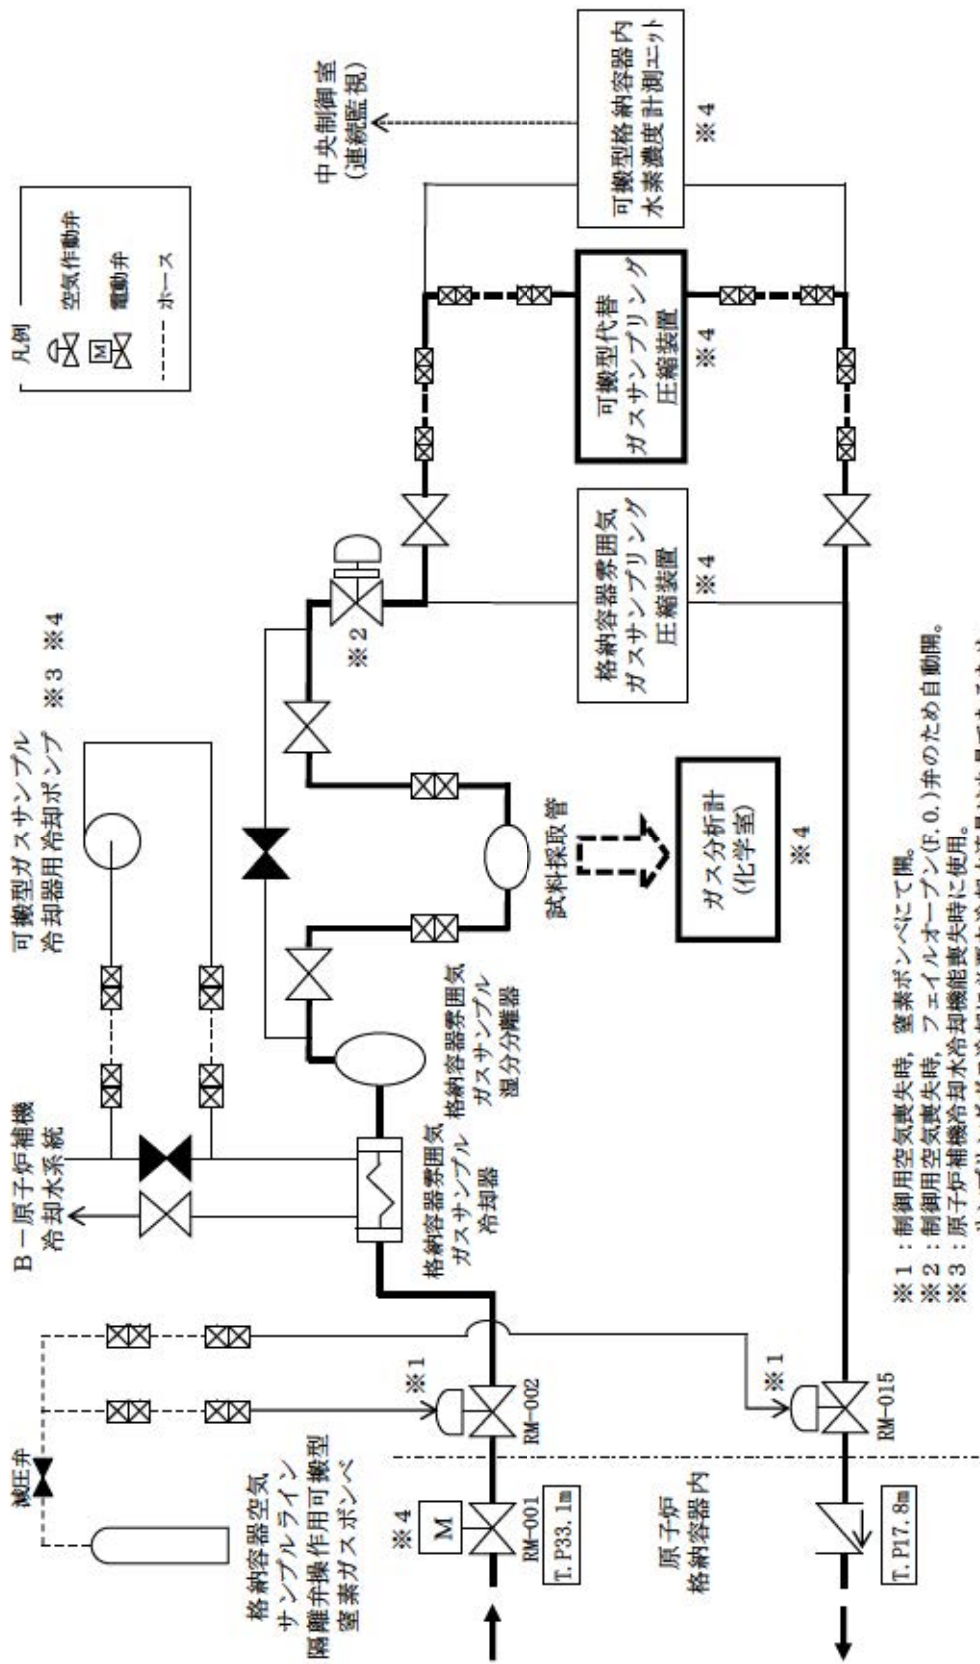 凡例
空気作動弁
M
電動弁
ホース
可搬型ガスサンプル
冷却器用冷却ポンプ
※3 ※4
B－原子炉補機
冷却水系統
減圧弁
格納容器空気
サンプルライン
隔離弁操作用可搬型
窒素ガスボンベ
中央制御室
(連続監視)
※2
格納容器雰囲気
ガスサンプル
冷却器
格納容器雰囲気
ガスサンプル
湿分分離器
試料採取管
ガス分析計
(化学室)
※4
格納容器雰囲気
ガスサンプリング
圧縮装置
※4
可搬型代替
ガスサンプリング
圧縮装置
※4
可搬型格納容器内
水素濃度計測ユニット
※4
※1
RM-002
※4
M
RM-001
T.P33.1m
※1
RM-015
原子炉
格納容器内
T.P17.8m
※1：制御用空気喪失時，窒素ボンベにて開。
※2：制御用空気喪失時，フェイルオープン(F.O.)弁のため自動開。
※3：原子炉補機冷却水冷却機能喪失時に使用。